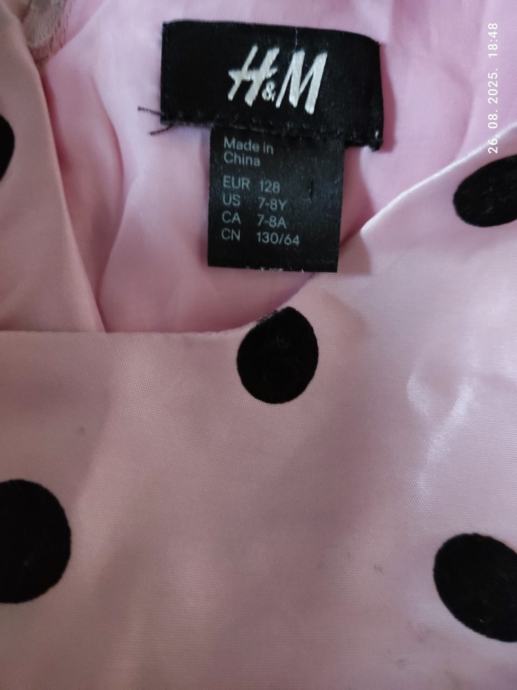 H&M
Made in
China
EUR 128
US 7-8Y
CA 7-8A
CN 130/64
26. 08. 2025. 18:48